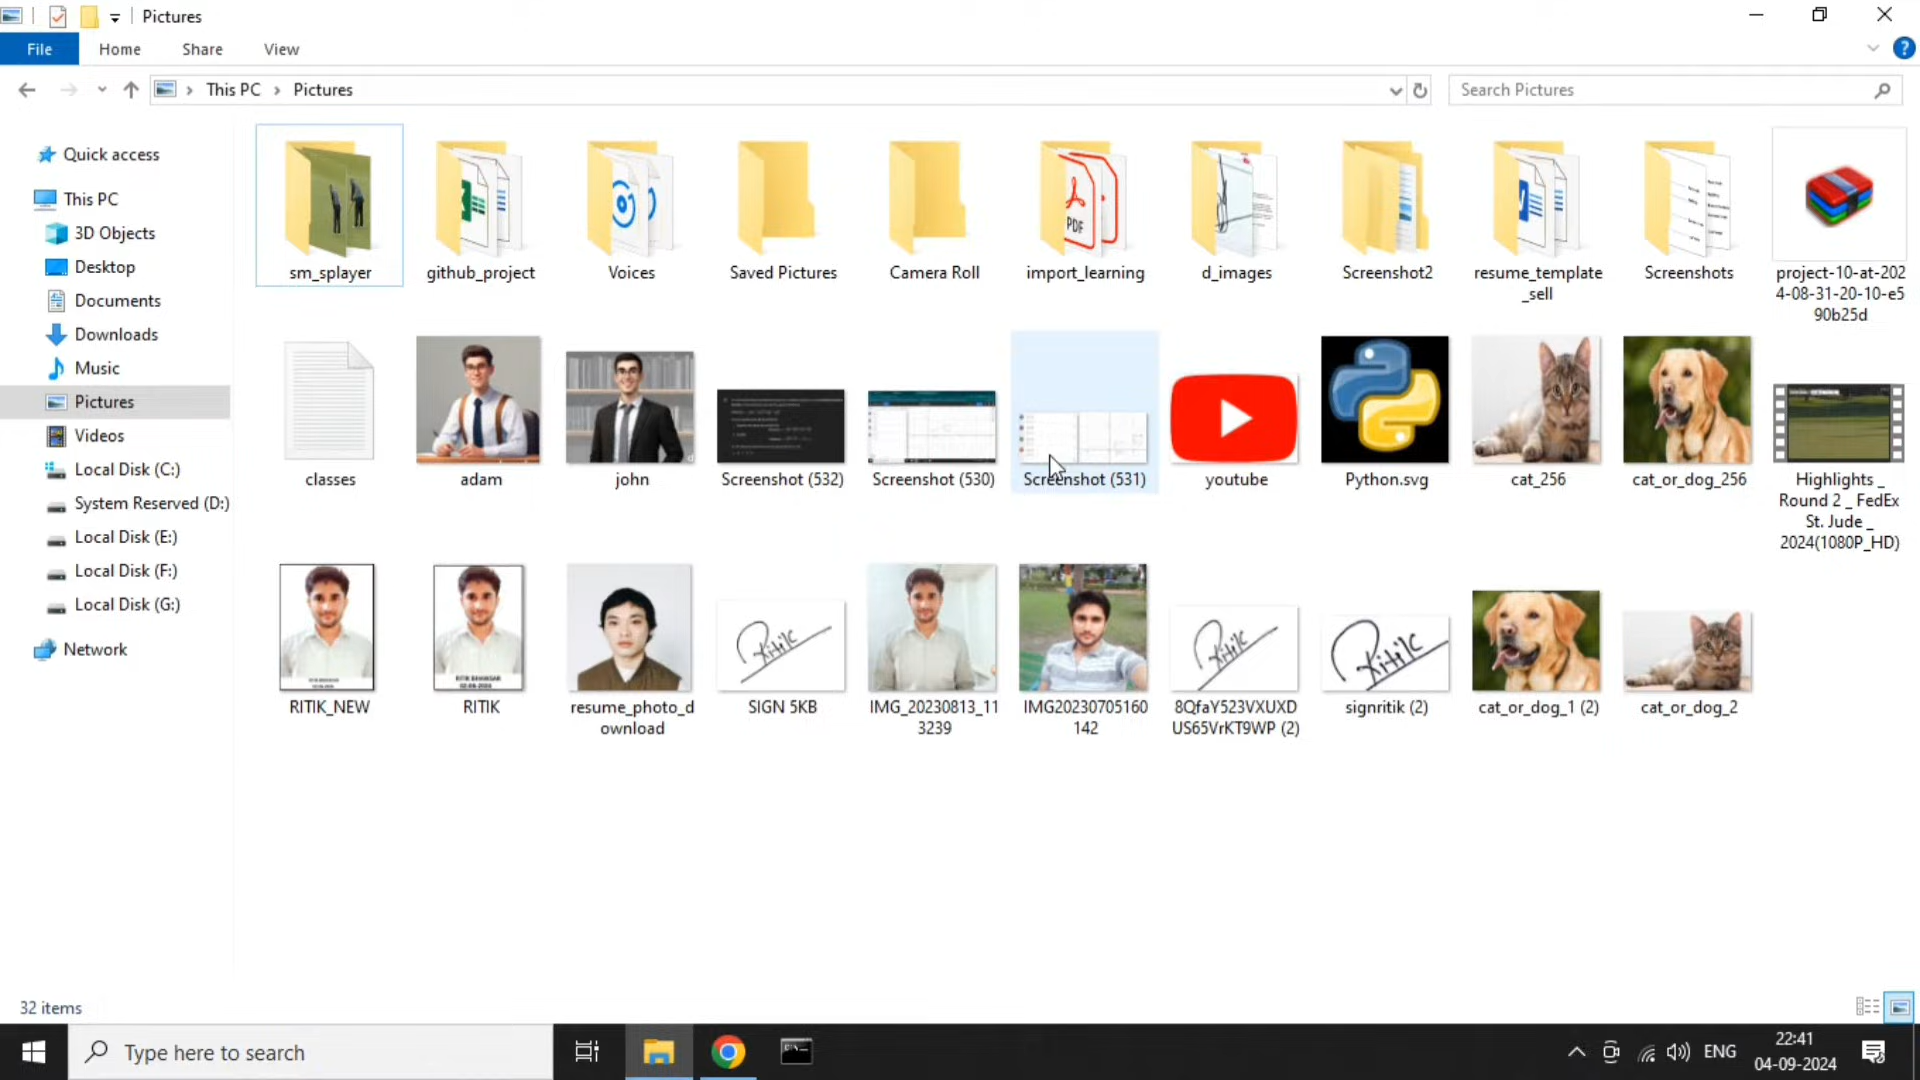 Pictures
File Home Share View
This PC Pictures
Search Pictures
Quick access
This PC
3D Objects
Desktop
Documents
Downloads
Music
Pictures
Videos
Local Disk (C:)
System Reserved (D:)
Local Disk (E:)
Local Disk (F:)
Local Disk (G:)
Network
sm_splayer
github_project
Voices
Saved Pictures
Camera Roll
import_learning
d_images
Screenshot2
resume_template
_sell
Screenshots
project-10-at-202
4-08-31-20-10-e5
90b25d
PDF
classes
adam
john
Screenshot (532)
Screenshot (530)
Screenshot (531)
youtube
Python.svg
cat_256
cat_or_dog_256
Highlights _
Round 2 _ FedEx
St. Jude _
2024(1080P_HD)
RITIK_NEW
RITIK
resume_photo_d
ownload
SIGN 5KB
IMG_20230813_11
3239
IMG20230705160
142
8QfaY523VXUXD
US65VrKT9WP (2)
signritik (2)
cat_or_dog_1 (2)
cat_or_dog_2
Ritik
Ritik
Ritik
32 items
Type here to search
ENG
22:41
04-09-2024